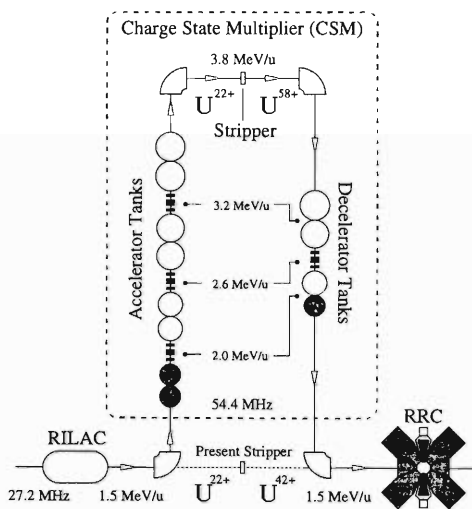 Charge State Multiplier (CSM)
3.8 MeV/u
U22+
U58+
Stripper
Accelerator Tanks
Decelerator Tanks
3.2 MeV/u
2.6 MeV/u
2.0 MeV/u
54.4 MHz
RILAC
RRC
Present Stripper
27.2 MHz
1.5 MeV/u
U22+
U42+
1.5 MeV/u